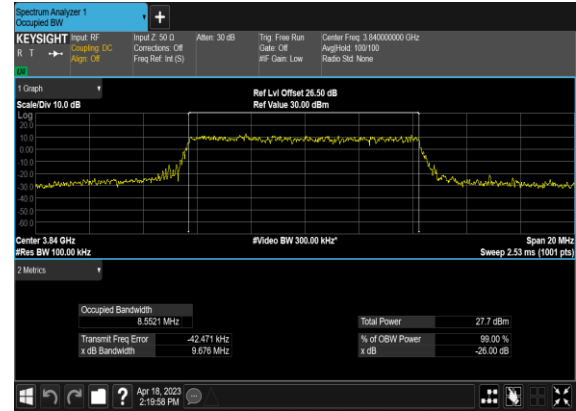 Spectrum Analyzer 1
Occupied BW
+
KEYSIGHT
R T
LU
Input: RF
Coupling: DC
Align: Off
Input Z: 50 Ω
Corrections: Off
Freq Ref: Int (S)
Atten: 30 dB
Trig: Free Run
Gate: Off
#IF Gain: Low
Center Freq: 3.840000000 GHz
Avg|Hold: 100/100
Radio Std: None
1 Graph
Scale/Div 10.0 dB
Ref Lvl Offset 26.50 dB
Ref Value 30.00 dBm
Log
20.0
10.0
0.00
-10.0
-20.0
-30.0
-40.0
-50.0
-60.0
Center 3.84 GHz
#Video BW 300.00 kHz*
Span 20 MHz
#Res BW 100.00 kHz
Sweep 2.53 ms (1001 pts)
2 Metrics
Occupied Bandwidth
8.5521 MHz
Total Power 27.7 dBm
Transmit Freq Error -42.471 kHz
% of OBW Power 99.00 %
x dB Bandwidth 9.676 MHz
x dB -26.00 dB
?
Apr 18, 2023
2:19:58 PM